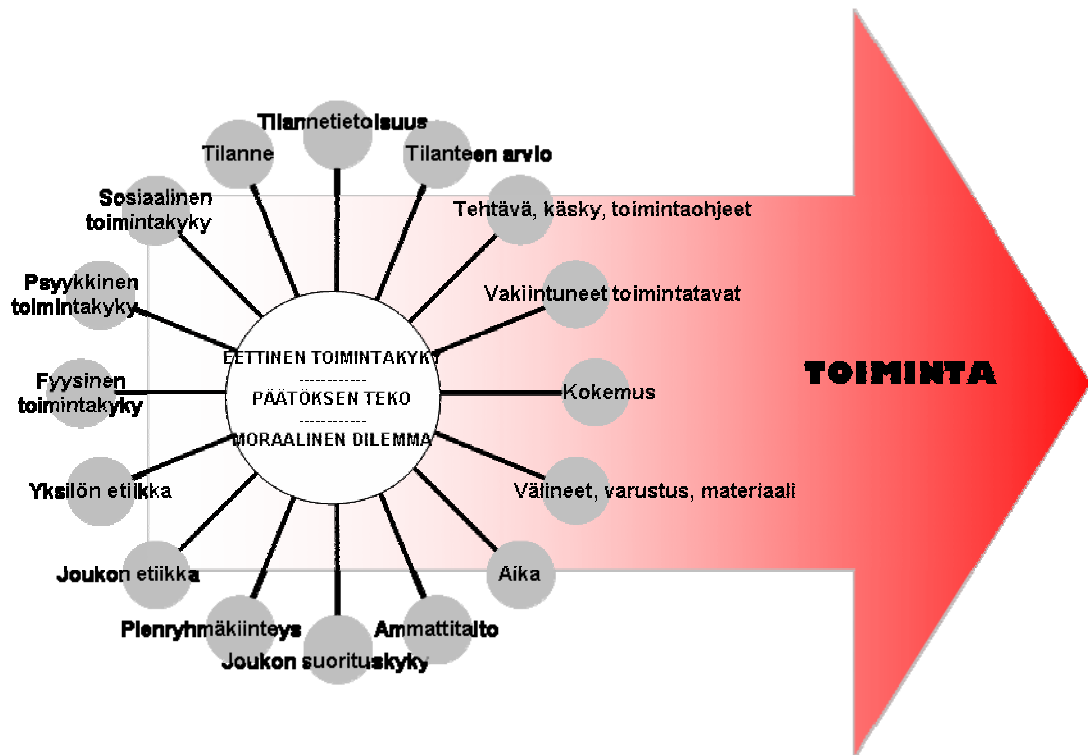 Tilannetietoisuus
Tilanne
Tilanteen arvio
Sosiaalinen
toimintakyky
Tehtävä, käsky, toimintaohjeet
Psyykkinen
toimintakyky
Vakiintuneet toimintatavat
EETTINEN TOIMINTAKYKY
------------
PÄÄTÖKSEN TEKO
------------
MORAALINEN DILEMMA
TOIMINTA
Fyysinen
toimintakyky
Kokemus
Yksilön etiikka
Välineet, varustus, materiaali
Joukon etiikka
Aika
Pienryhmäkiinteys
Ammattitaito
Joukon suorituskyky